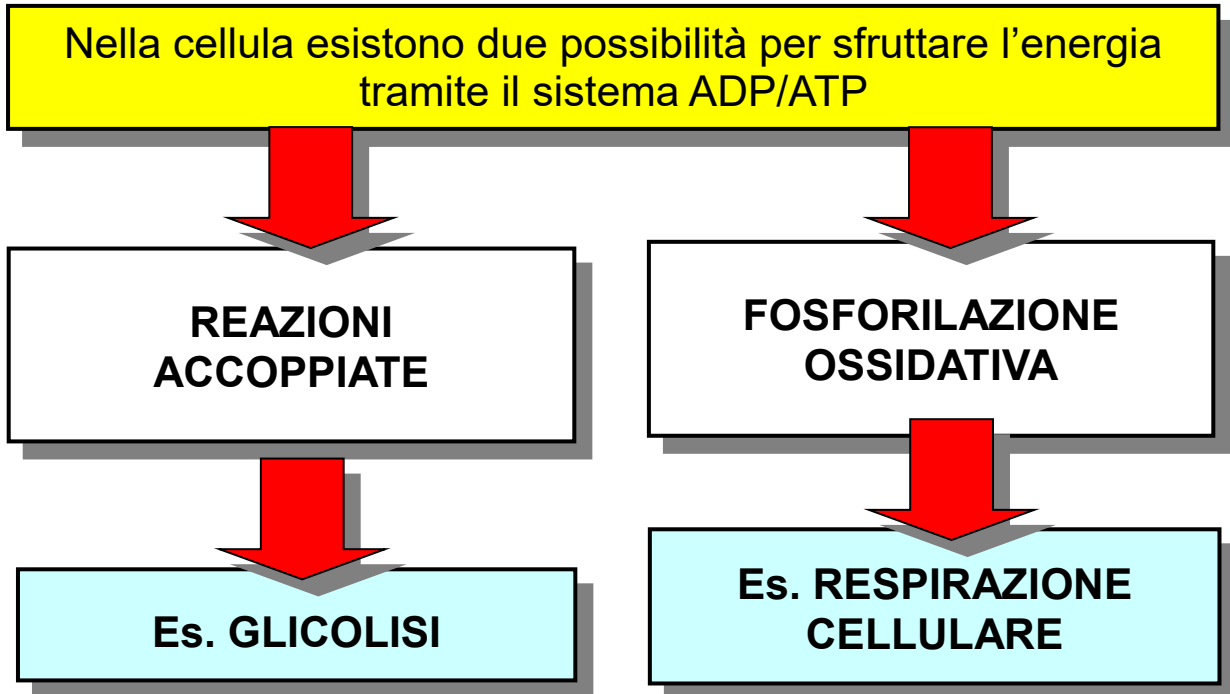 Nella cellula esistono due possibilità per sfruttare l’energia
tramite il sistema ADP/ATP
REAZIONI
ACCOPPIATE
FOSFORILAZIONE
OSSIDATIVA
Es. GLICOLISI
Es. RESPIRAZIONE
CELLULARE